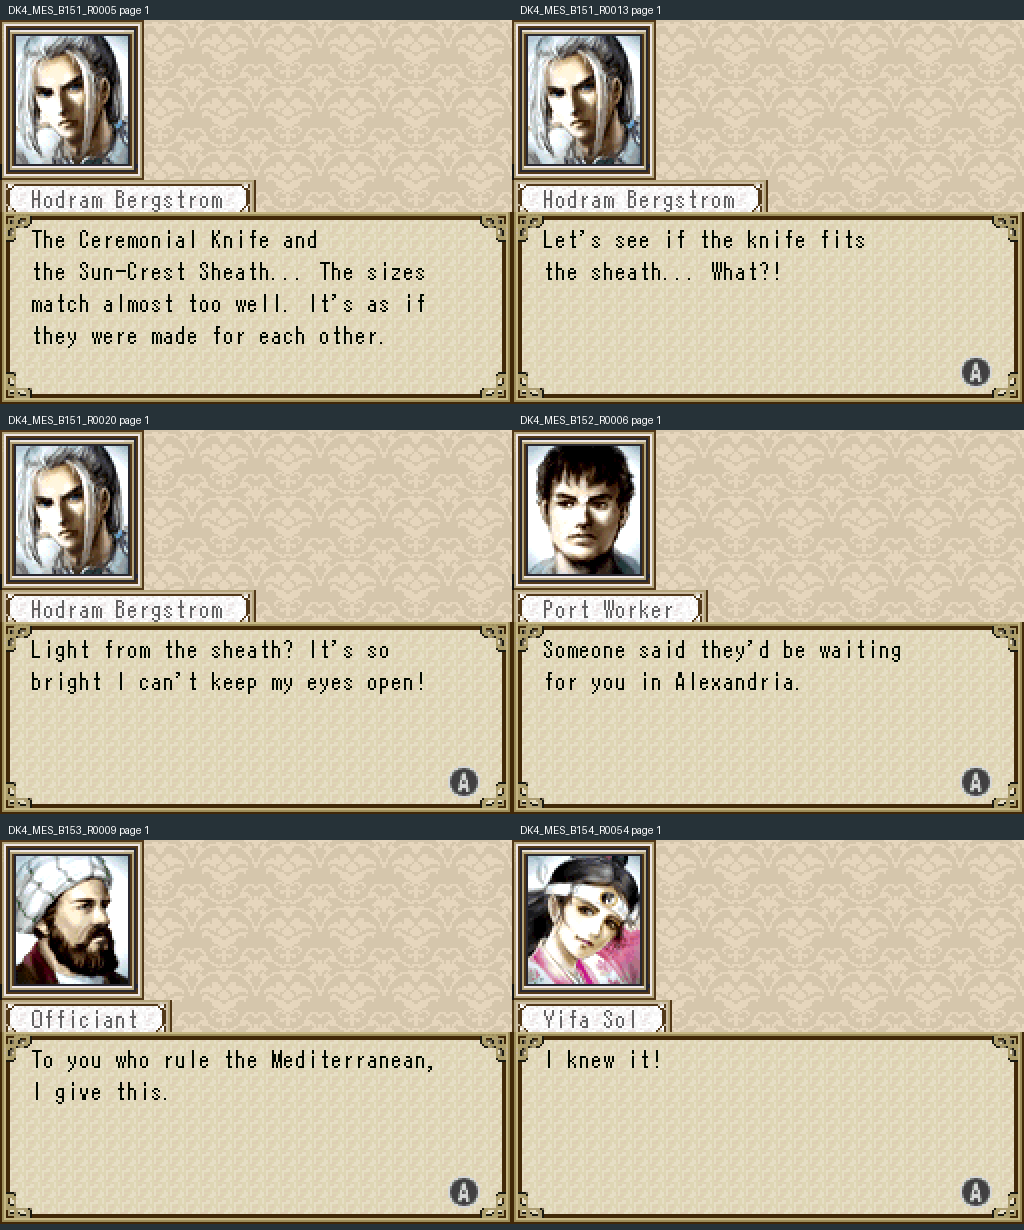 DK4_MES_B151_R0005 page 1
Hodram Bergstrom
The Ceremonial Knife and
the Sun-Crest Sheath... The sizes
match almost too well. It's as if
they were made for each other.
DK4_MES_B151_R0013 page 1
Hodram Bergstrom
Let's see if the knife fits
the sheath... What?!
A
DK4_MES_B151_R0020 page 1
Hodram Bergstrom
Light from the sheath? It's so
bright I can't keep my eyes open!
A
DK4_MES_B152_R0006 page 1
Port Worker
Someone said they'd be waiting
for you in Alexandria.
A
DK4_MES_B153_R0009 page 1
Officiant
To you who rule the Mediterranean,
I give this.
A
DK4_MES_B154_R0054 page 1
Yifa Sol
I knew it!
A